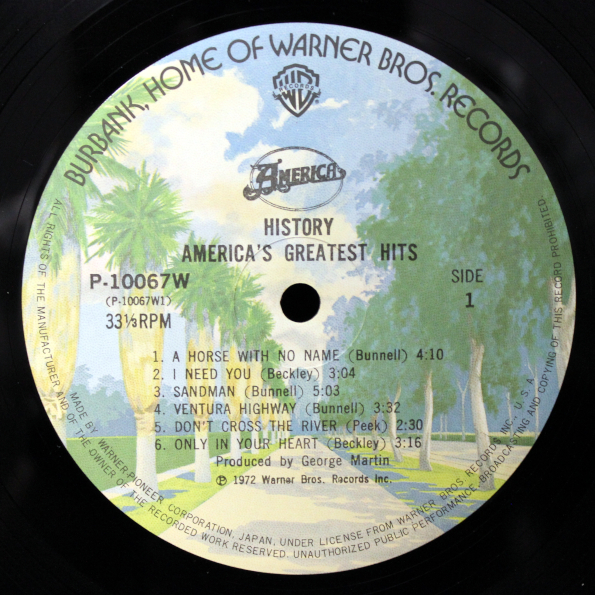 BURBANK, HOME OF WARNER BROS. RECORDS
WB
RECORDS
®
AMERICA
HISTORY
AMERICA'S GREATEST HITS
P-10067W
(P-10067W1)
33⅓RPM
SIDE
1
1. A HORSE WITH NO NAME (Bunnell) 4:10
2. I NEED YOU (Beckley) 3:04
3. SANDMAN (Bunnell) 5:03
4. VENTURA HIGHWAY (Bunnell) 3:32
5. DON'T CROSS THE RIVER (Peek) 2:30
6. ONLY IN YOUR HEART (Beckley) 3:16
Produced by George Martin
℗ 1972 Warner Bros. Records Inc.
MADE BY WARNER-PIONEER CORPORATION, JAPAN, UNDER LICENSE FROM WARNER BROS RECORDS INC. U.S.A.
ALL RIGHTS OF THE MANUFACTURER AND OF THE OWNER OF THE RECORDED WORK RESERVED. UNAUTHORIZED PUBLIC PERFORMANCE, BROADCASTING AND COPYING OF THIS RECORD PROHIBITED